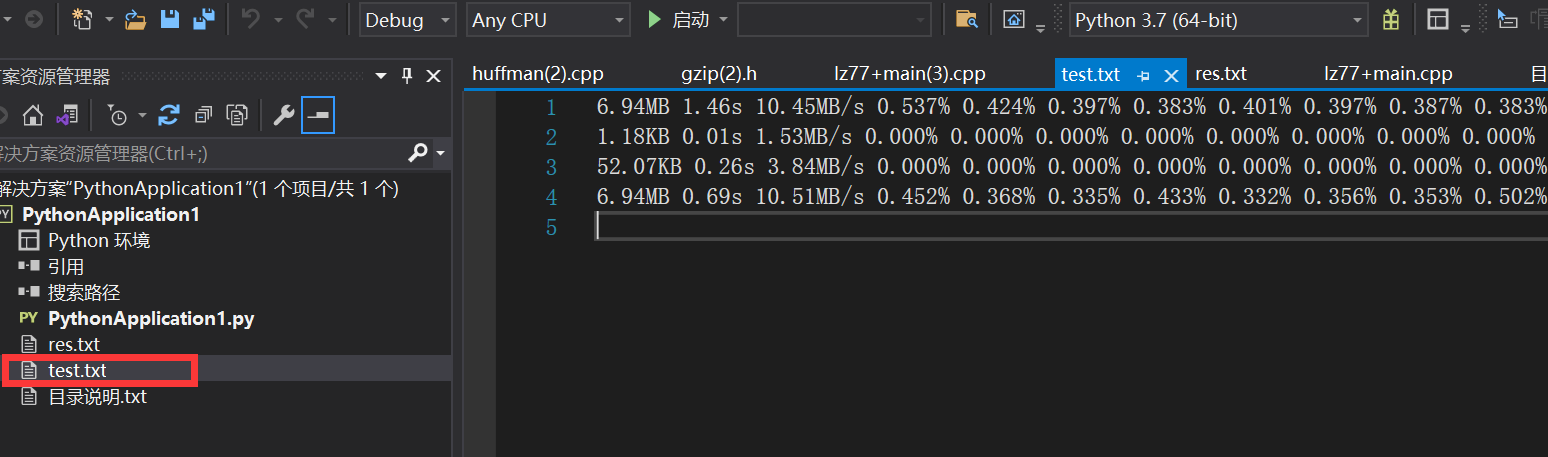 Debug Any CPU 启动 Python 3.7 (64-bit)
案资源管理器
huffman(2).cpp gzip(2).h lz77+main(3).cpp test.txt res.txt lz77+main.cpp 目
解决方案资源管理器(Ctrl+;)
解决方案"PythonApplication1"(1 个项目/共 1 个)
PY PythonApplication1
Python 环境
引用
搜索路径
PY PythonApplication1.py
res.txt
test.txt
目录说明.txt
1 6.94MB 1.46s 10.45MB/s 0.537% 0.424% 0.397% 0.383% 0.401% 0.397% 0.387% 0.383%
2 1.18KB 0.01s 1.53MB/s 0.000% 0.000% 0.000% 0.000% 0.000% 0.000% 0.000% 0.000%
3 52.07KB 0.26s 3.84MB/s 0.000% 0.000% 0.000% 0.000% 0.000% 0.000% 0.000% 0.000%
4 6.94MB 0.69s 10.51MB/s 0.452% 0.368% 0.335% 0.433% 0.332% 0.356% 0.353% 0.502%
5